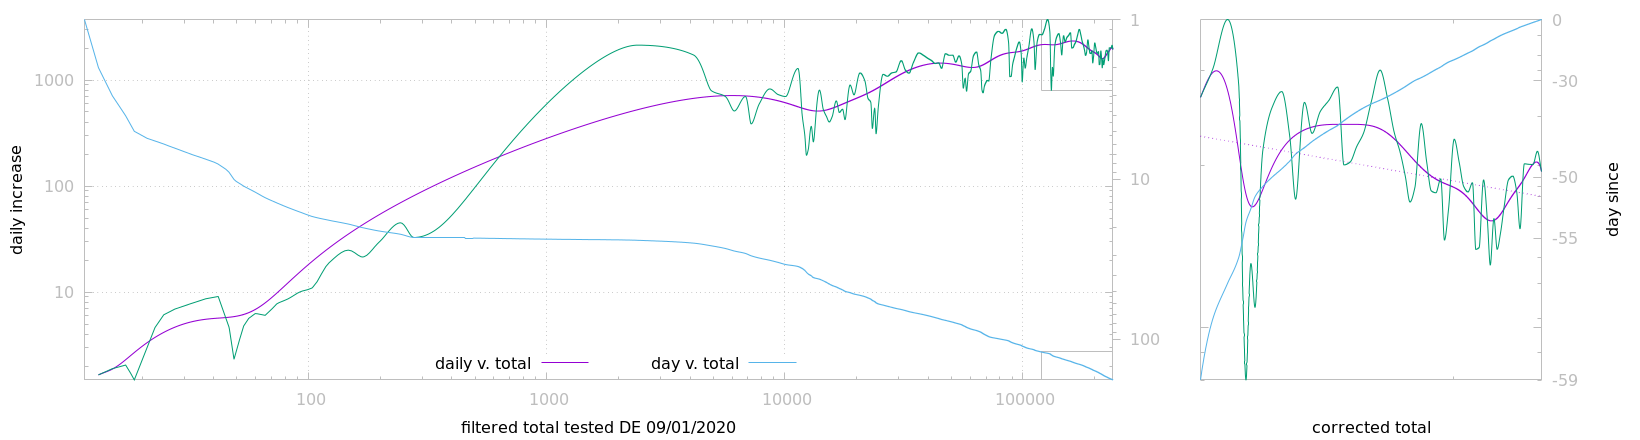 1000
100
10
daily increase
1
10
100
daily v. total
day v. total
100
1000
10000
100000
filtered total tested DE 09/01/2020
0
-30
-50
-55
-59
day since
corrected total